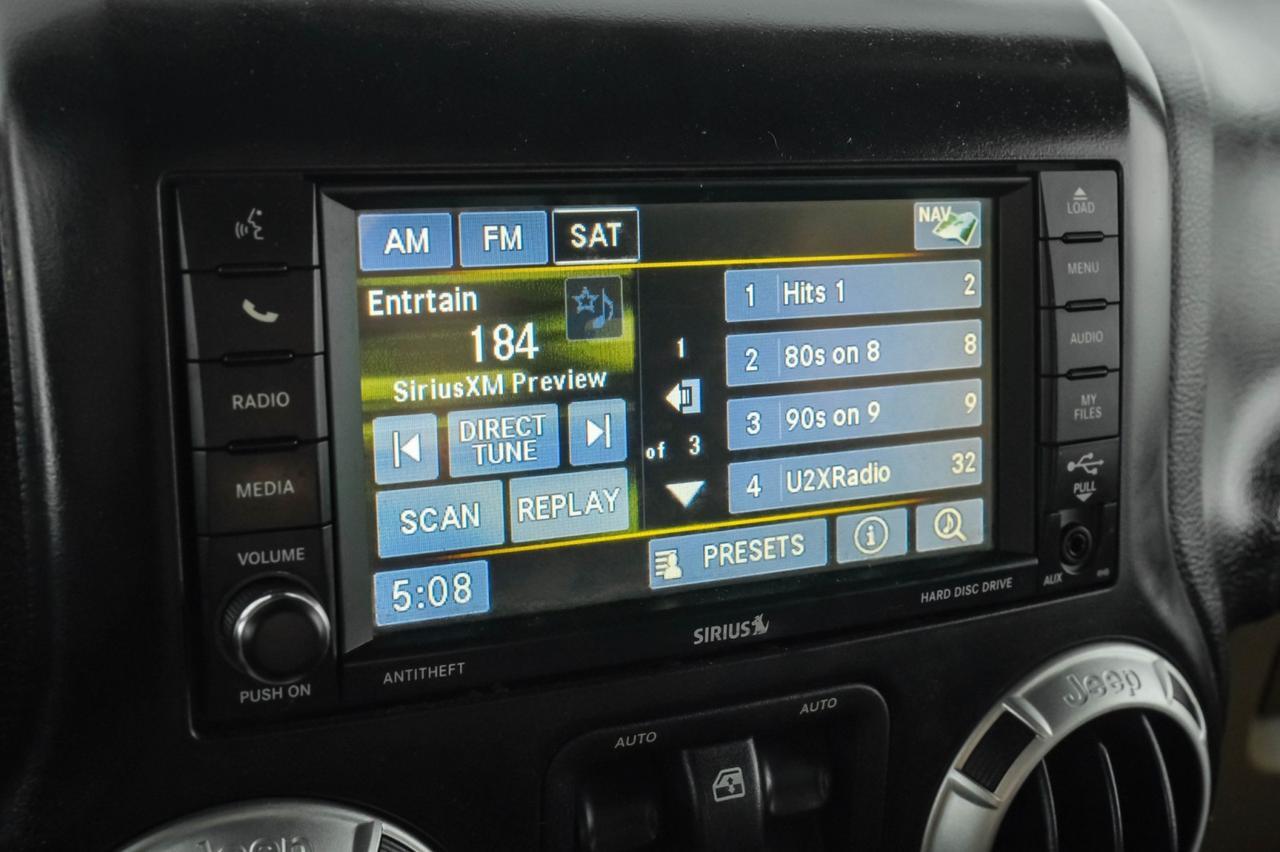 AM
FM
SAT
NAV
Entrtain
184
SiriusXM Preview
DIRECT
TUNE
SCAN
REPLAY
5:08
1
of 3
1 Hits 1 2
2 80s on 8 8
3 90s on 9 9
4 U2XRadio 32
PRESETS
i
RADIO
MEDIA
VOLUME
PUSH ON
LOAD
MENU
AUDIO
MY
FILES
PULL
AUX
ANTITHEFT
SIRIUS
HARD DISC DRIVE
AUTO
AUTO
Jeep
Jeep